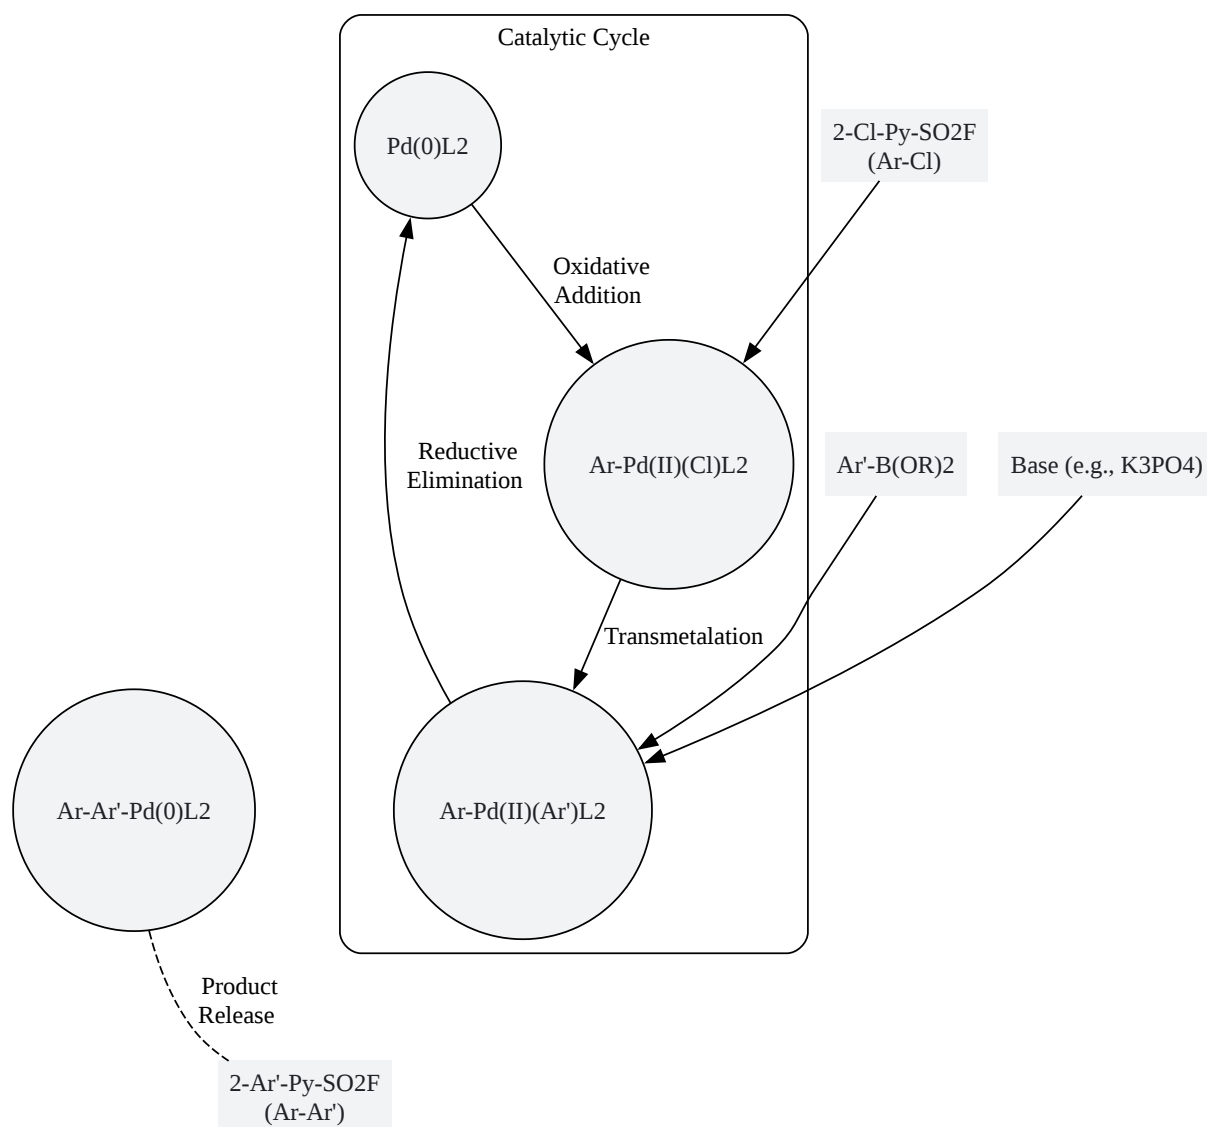 Catalytic Cycle
Pd(0)L2
2-Cl-Py-SO2F
(Ar-Cl)
Oxidative
Addition
Reductive
Elimination
Ar-Pd(II)(Cl)L2
Ar'-B(OR)2
Base (e.g., K3PO4)
Transmetalation
Ar-Ar'-Pd(0)L2
Ar-Pd(II)(Ar')L2
Product
Release
2-Ar'-Py-SO2F
(Ar-Ar')